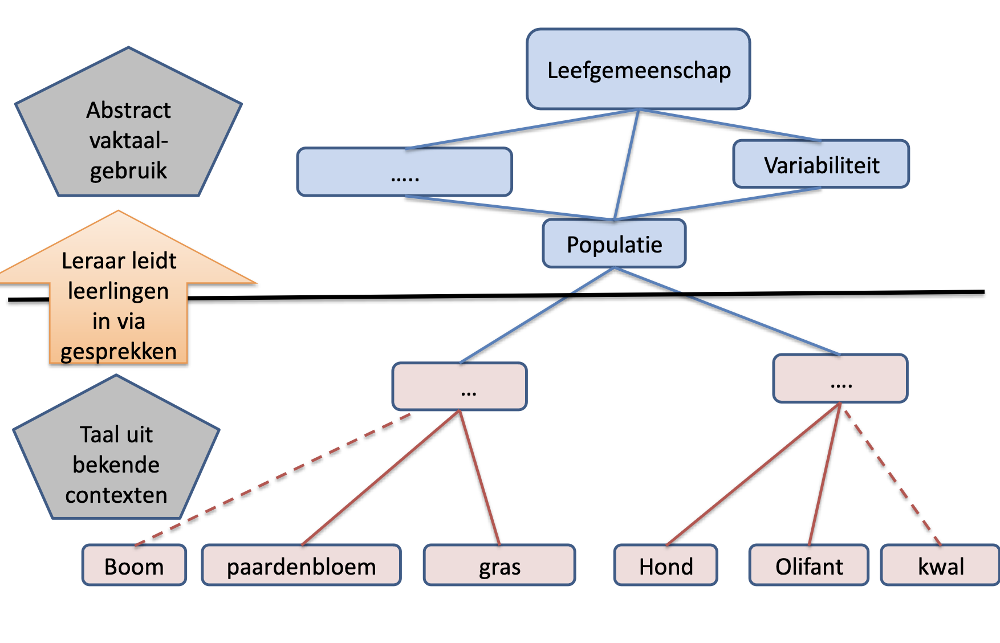 Leefgemeenschap
Abstract
vaktaal-
gebruik
…..
Variabiliteit
Populatie
Leraar leidt
leerlingen
in via
gesprekken
…
….
Taal uit
bekende
contexten
Boom
paardenbloem
gras
Hond
Olifant
kwal